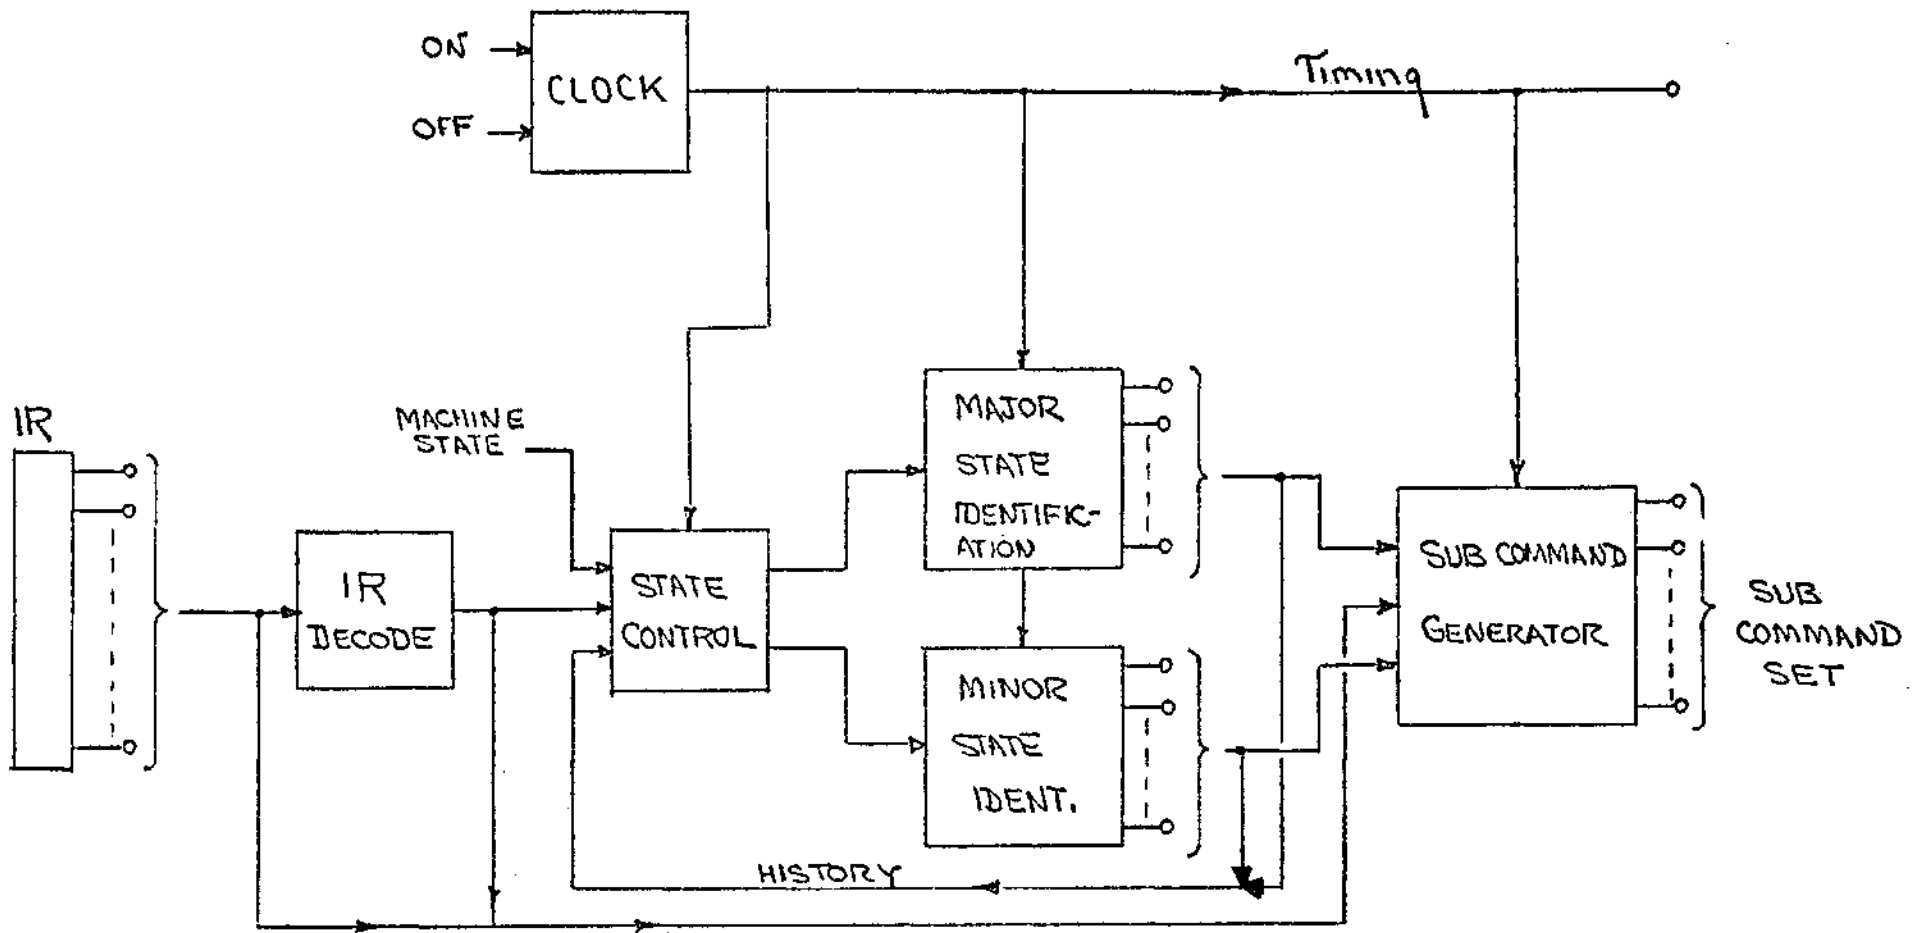 ON
CLOCK
OFF
Timing
IR
MACHINE
STATE
IR
DECODE
STATE
CONTROL
MAJOR
STATE
IDENTIFIC-
ATION
MINOR
STATE
IDENT.
SUB COMMAND
GENERATOR
SUB
COMMAND
SET
HISTORY